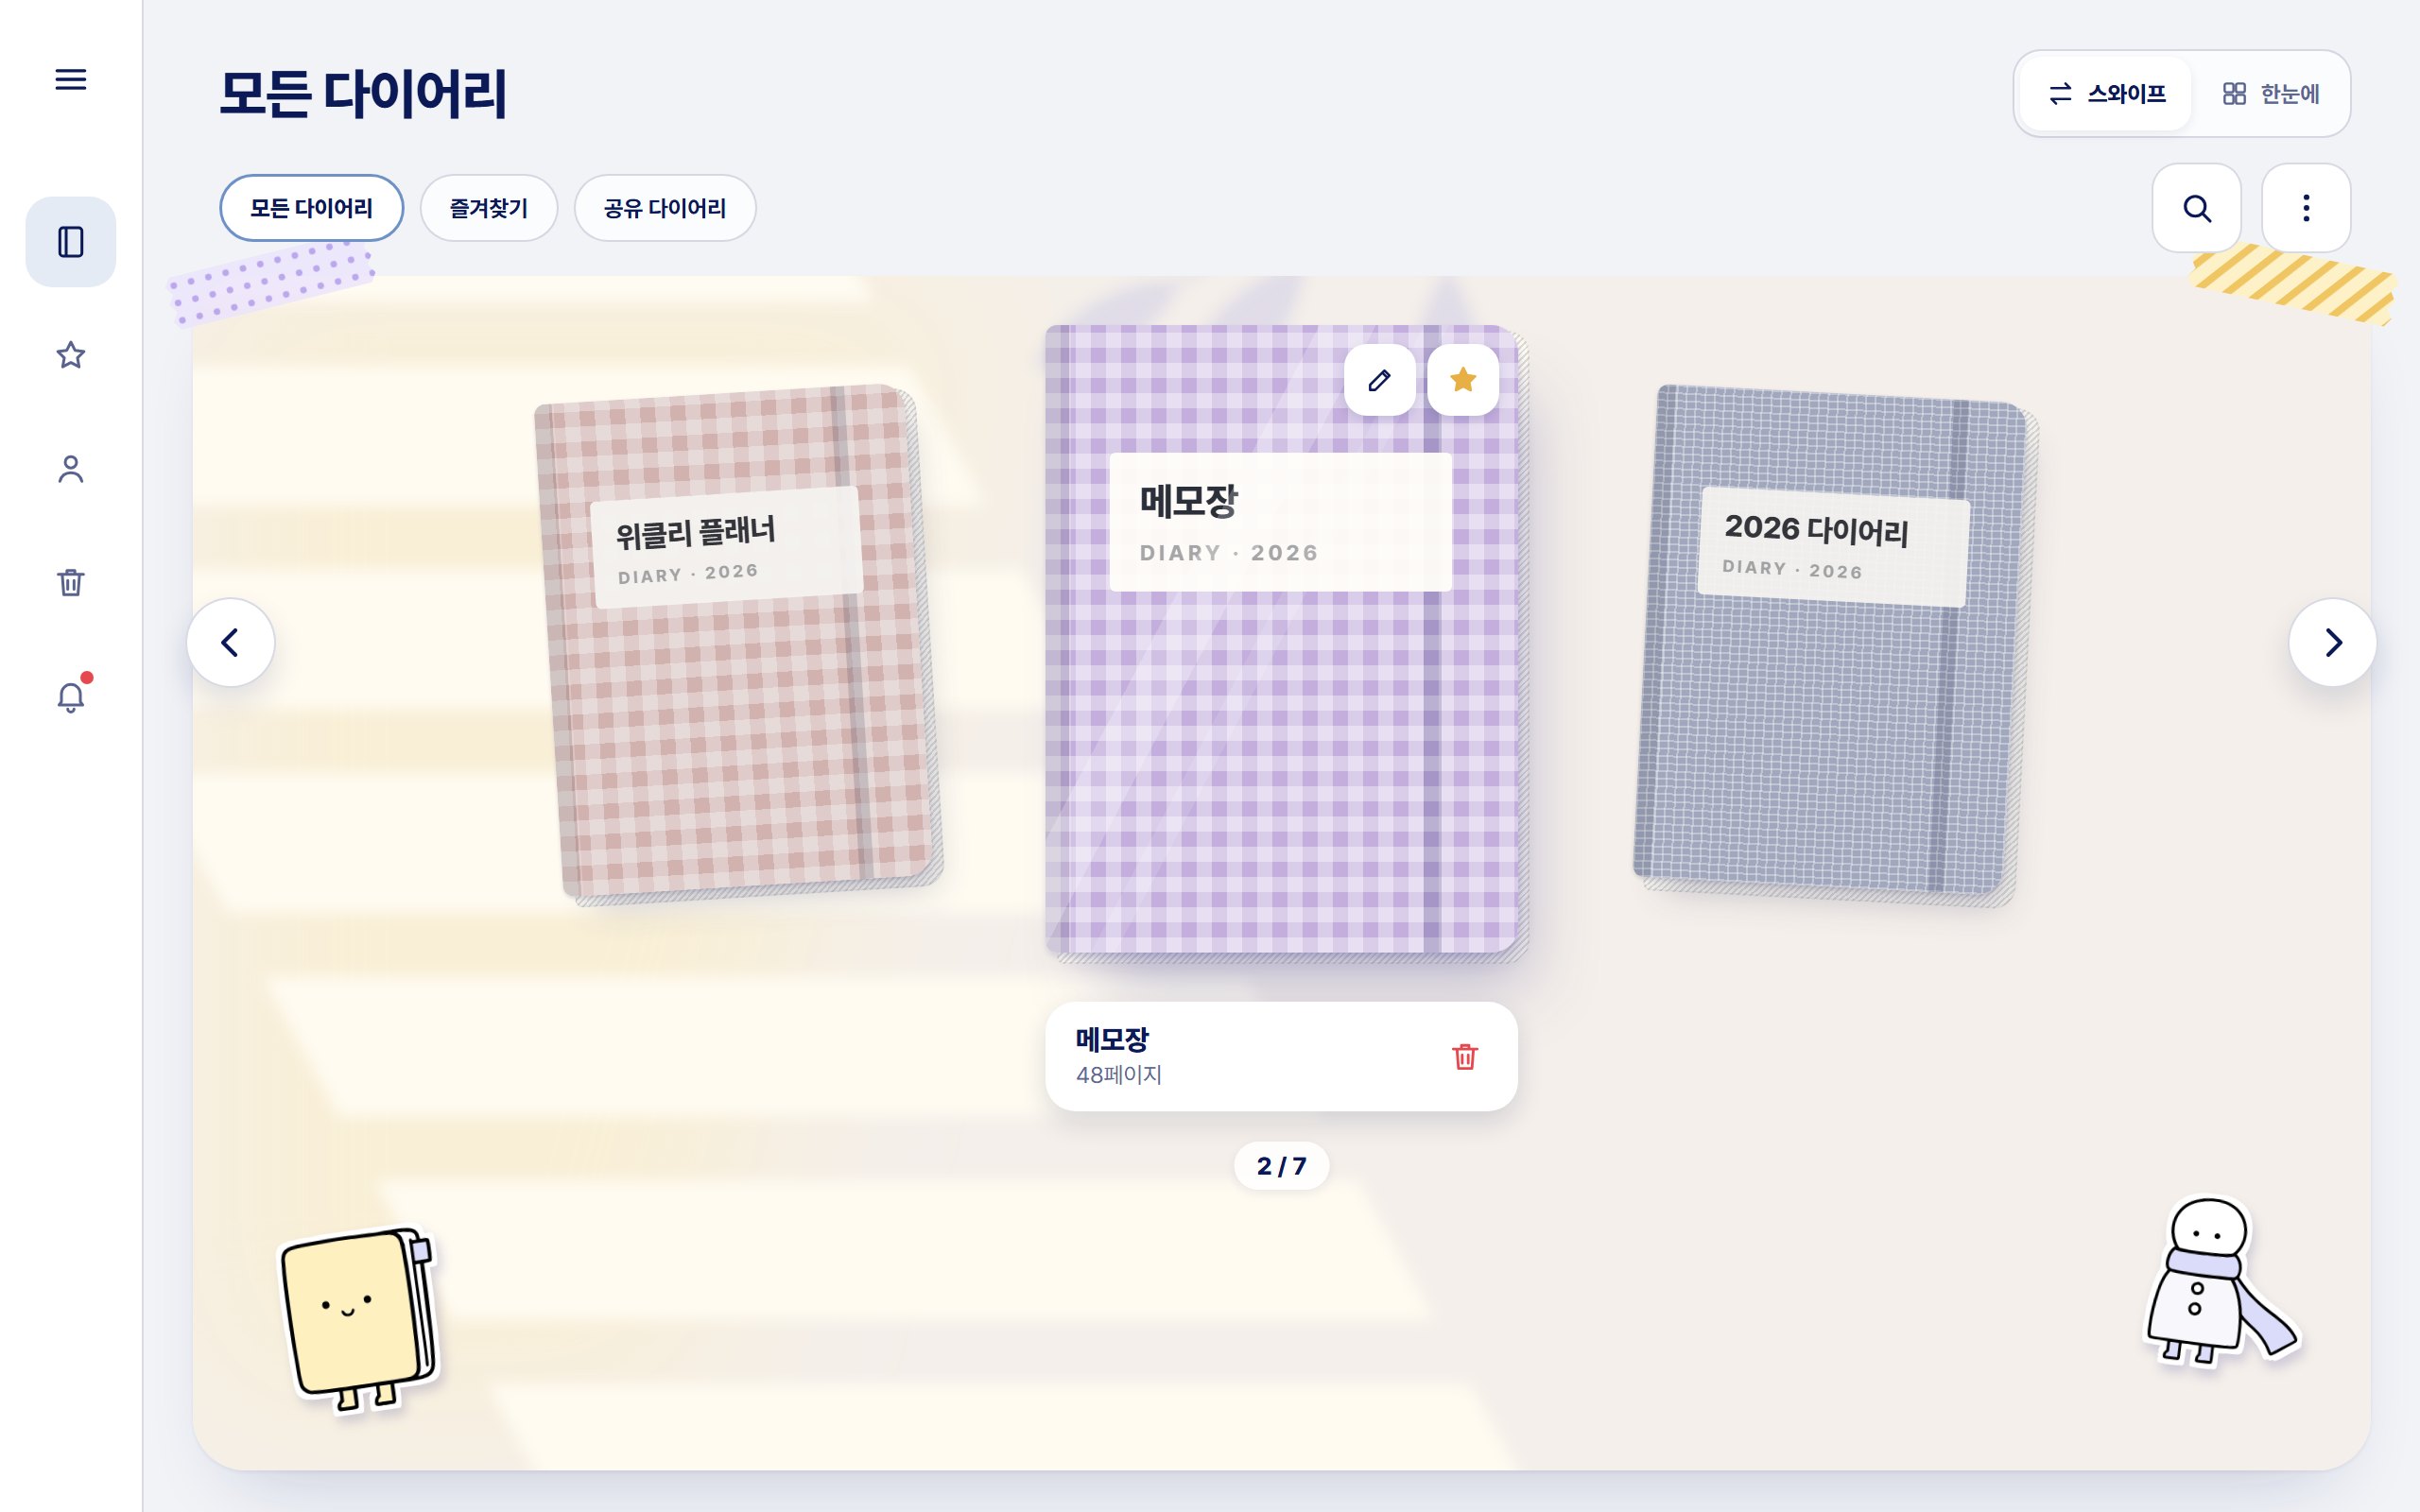 모든 다이어리
스와이프
한눈에
모든 다이어리
즐겨찾기
공유 다이어리
위클리 플래너
DIARY · 2026
메모장
DIARY · 2026
2026 다이어리
DIARY · 2026
메모장
48페이지
2 / 7